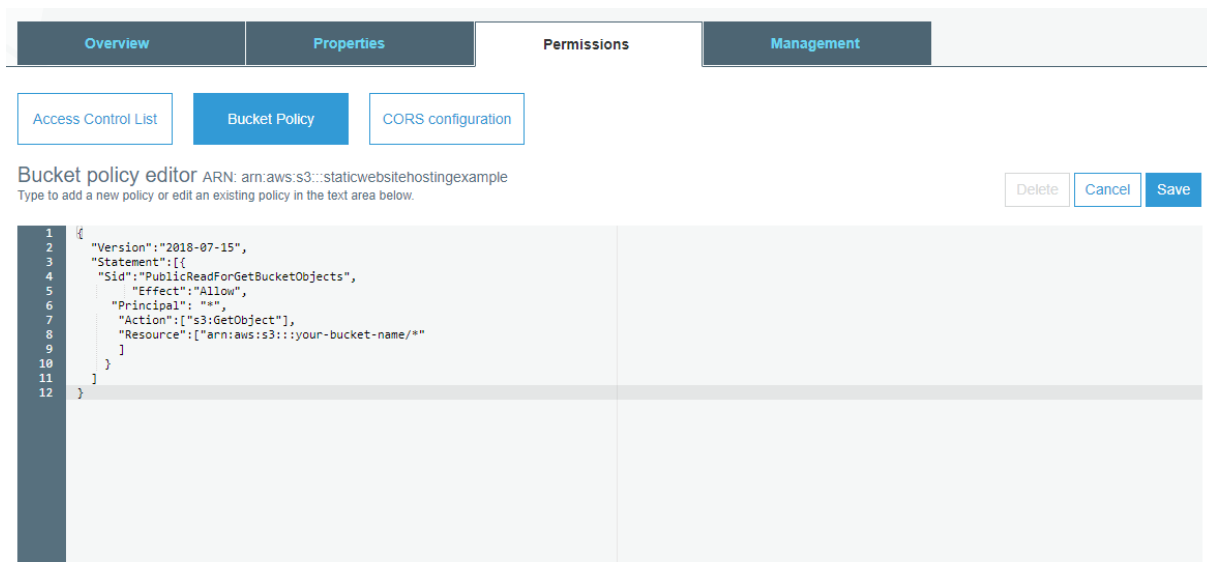 Overview Properties Permissions Management
Access Control List Bucket Policy CORS configuration
Bucket policy editor ARN: arn:aws:s3:::staticwebsitehostingexample
Type to add a new policy or edit an existing policy in the text area below.
Delete Cancel Save
1 {
2 "Version":"2018-07-15",
3 "Statement":[{
4 "Sid":"PublicReadForGetBucketObjects",
5 "Effect":"Allow",
6 "Principal": "*",
7 "Action":["s3:GetObject"],
8 "Resource":["arn:aws:s3:::your-bucket-name/*"
9 ]
10 }
11 ]
12 }